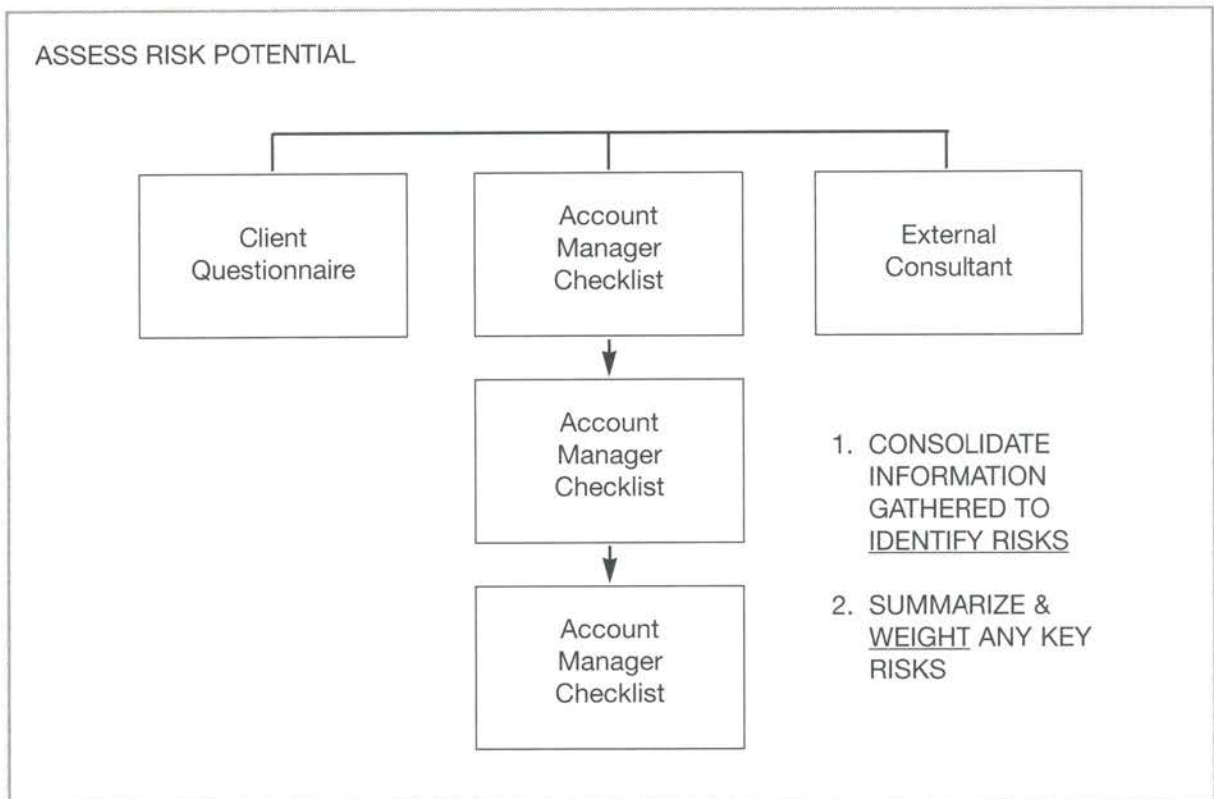 ASSESS RISK POTENTIAL
Client
Questionnaire
Account
Manager
Checklist
External
Consultant
Account
Manager
Checklist
1. CONSOLIDATE
INFORMATION
GATHERED TO
IDENTIFY RISKS
Account
Manager
Checklist
2. SUMMARIZE &
WEIGHT ANY KEY
RISKS